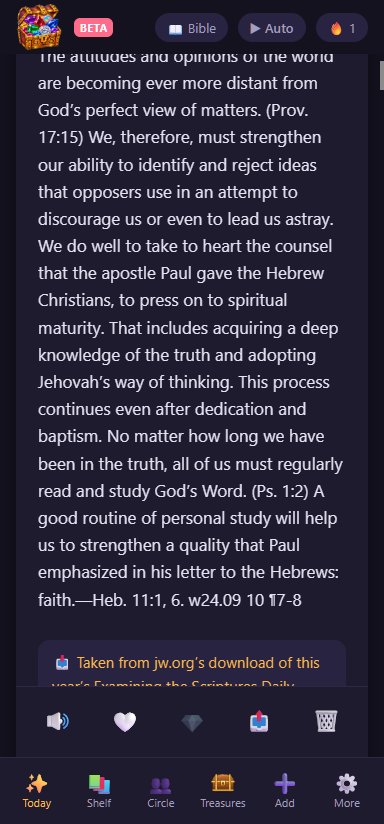 BETA
Bible
Auto
1
The attitudes and opinions of the world
are becoming ever more distant from
God’s perfect view of matters. (Prov.
17:15) We, therefore, must strengthen
our ability to identify and reject ideas
that opposers use in an attempt to
discourage us or even to lead us astray.
We do well to take to heart the counsel
that the apostle Paul gave the Hebrew
Christians, to press on to spiritual
maturity. That includes acquiring a deep
knowledge of the truth and adopting
Jehovah’s way of thinking. This process
continues even after dedication and
baptism. No matter how long we have
been in the truth, all of us must regularly
read and study God’s Word. (Ps. 1:2) A
good routine of personal study will help
us to strengthen a quality that Paul
emphasized in his letter to the Hebrews:
faith.—Heb. 11:1, 6. w24.09 10 ¶7-8
Taken from jw.org’s download of this
year’s Examining the Scriptures Daily
Today
Shelf
Circle
Treasures
Add
More